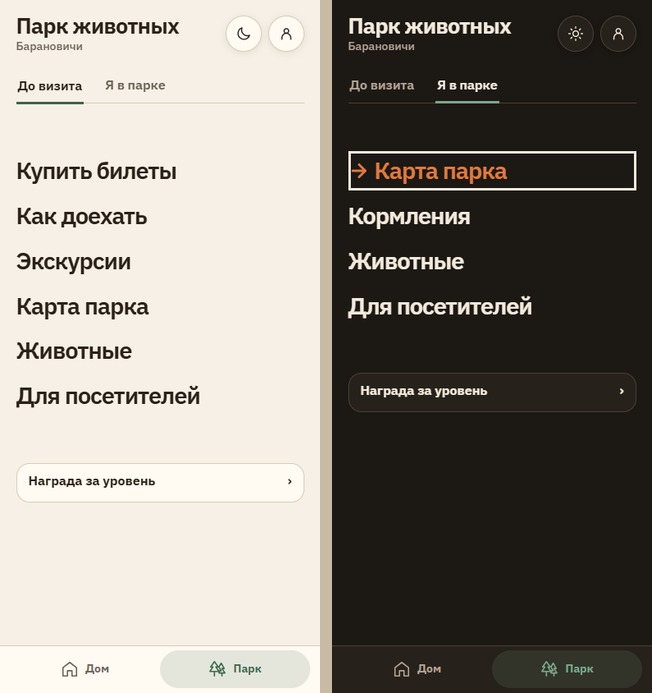 Парк животных
Барановичи
До визита
Я в парке
Купить билеты
Как доехать
Экскурсии
Карта парка
Животные
Для посетителей
Награда за уровень ›
Дом
Парк
Парк животных
Барановичи
До визита
Я в парке
→ Карта парка
Кормления
Животные
Для посетителей
Награда за уровень ›
Дом
Парк